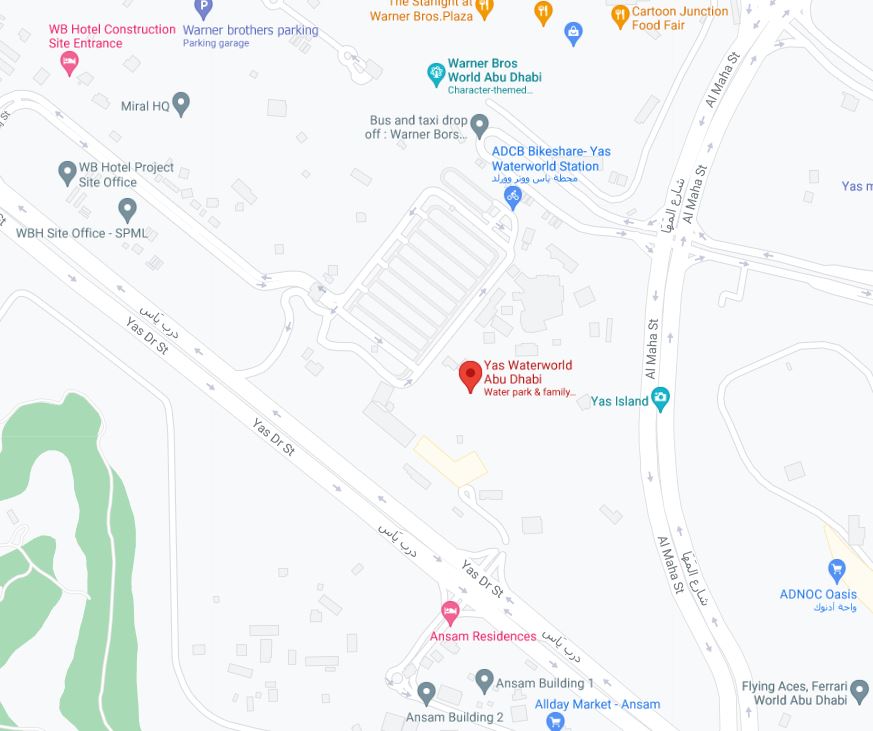 The Starlight at
Warner Bros.Plaza
Cartoon Junction
Food Fair
WB Hotel Construction
Site Entrance
Warner brothers parking
Parking garage
Al Maha St
Warner Bros
World Abu Dhabi
Character-themed...
Miral HQ
Bus and taxi drop
off : Warner Bors...
ADCB Bikeshare- Yas
Waterworld Station
محطة ياس ووتر وورلد
WB Hotel Project
Site Office
شارع المها
Al Maha St
Yas m
WBH Site Office - SPML
درب ياس
Yas Dr St
Al Maha St
Yas Waterworld
Abu Dhabi
Water park & family...
Yas Island
Yas Dr St
درب ياس
Yas Dr St
Al Maha St
شارع المها
ADNOC Oasis
واحة ادنوك
Ansam Residences
درب ياس
Ansam Building 1
Flying Aces, Ferrari
World Abu Dhabi
Ansam Building 2
Allday Market - Ansam